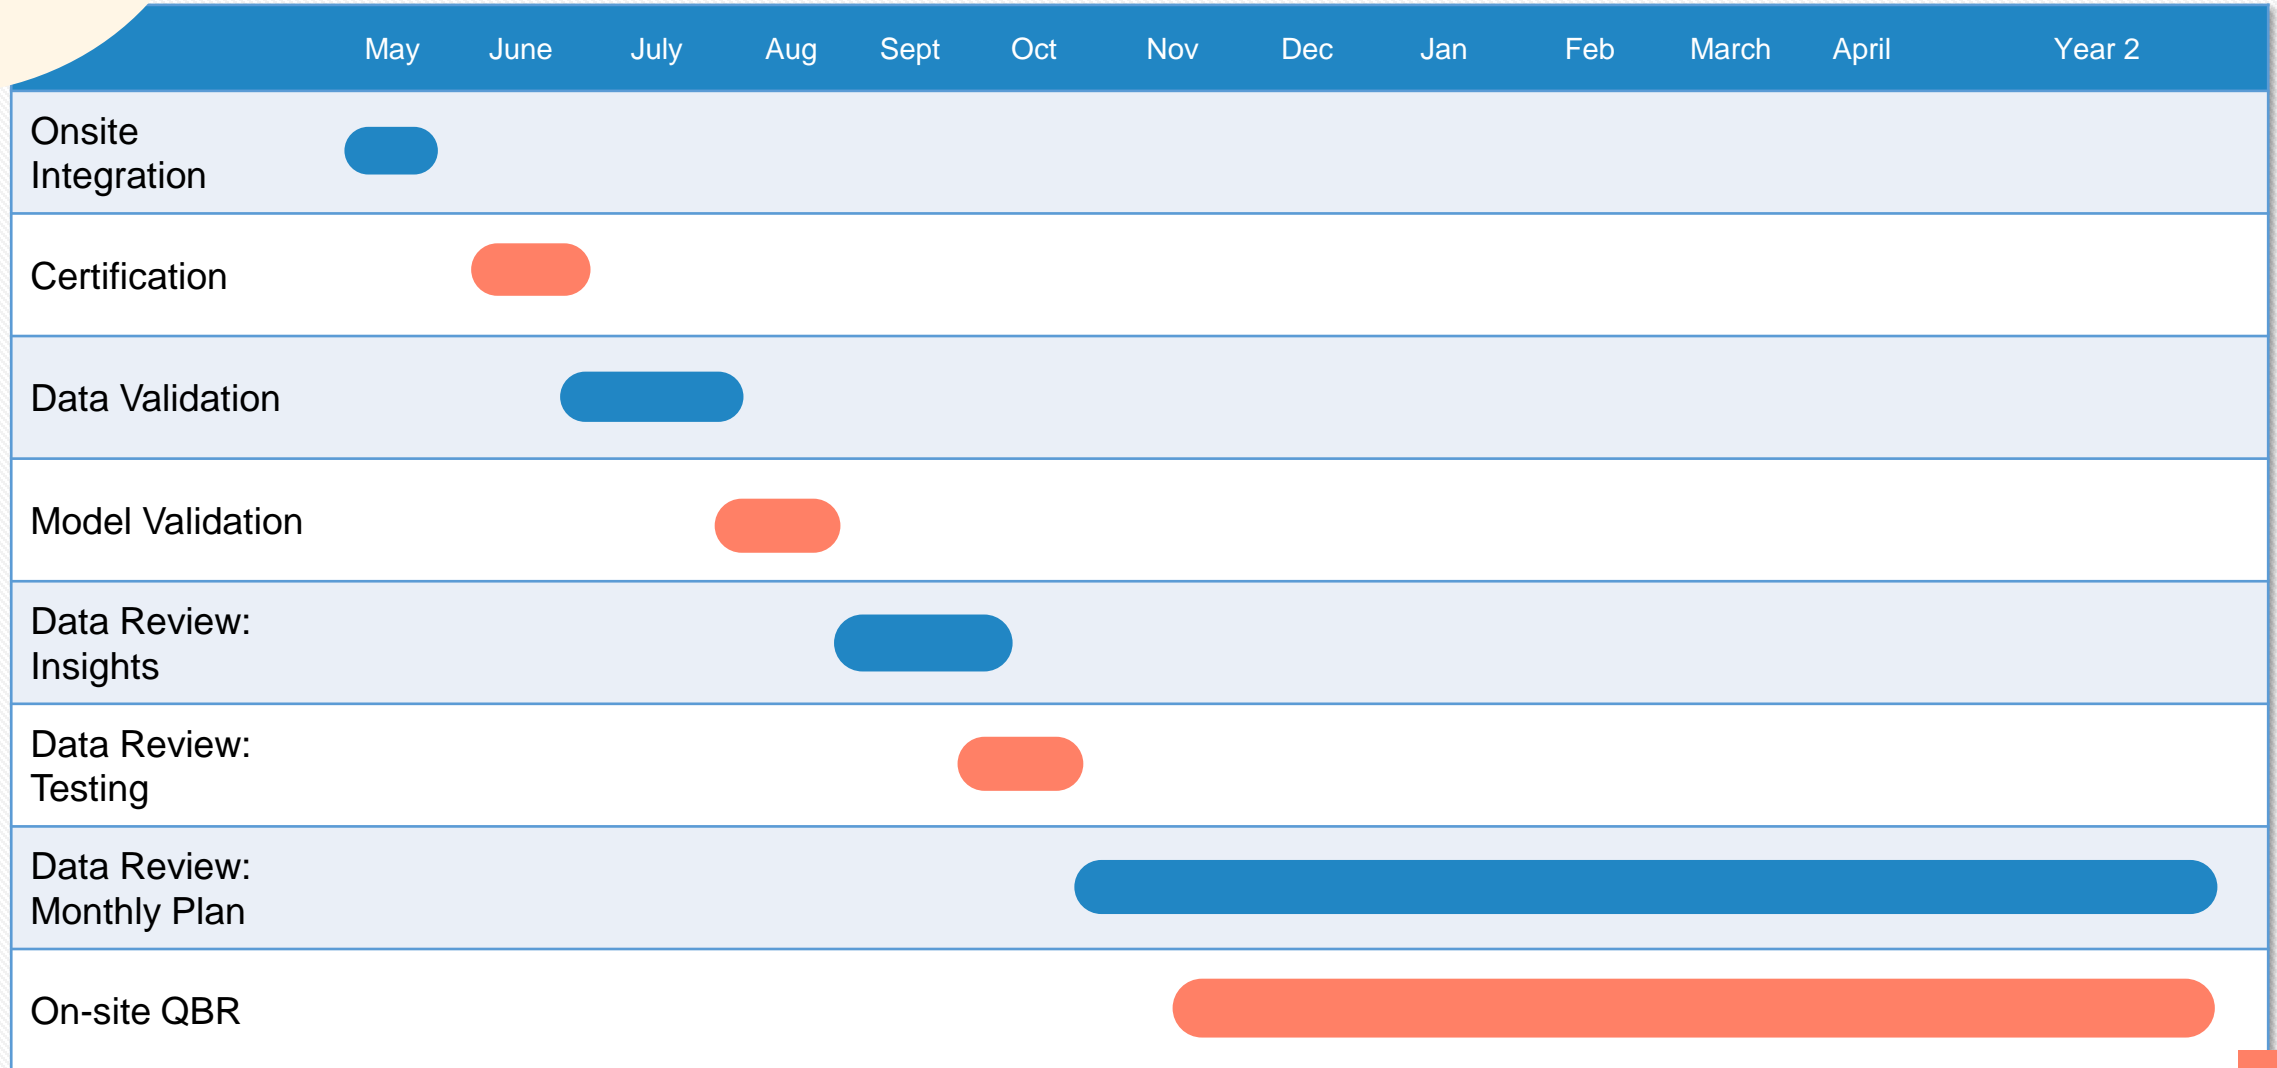 May June July Aug Sept Oct Nov Dec Jan Feb March April Year 2
Onsite
Integration
Certification
Data Validation
Model Validation
Data Review:
Insights
Data Review:
Testing
Data Review:
Monthly Plan
On-site QBR